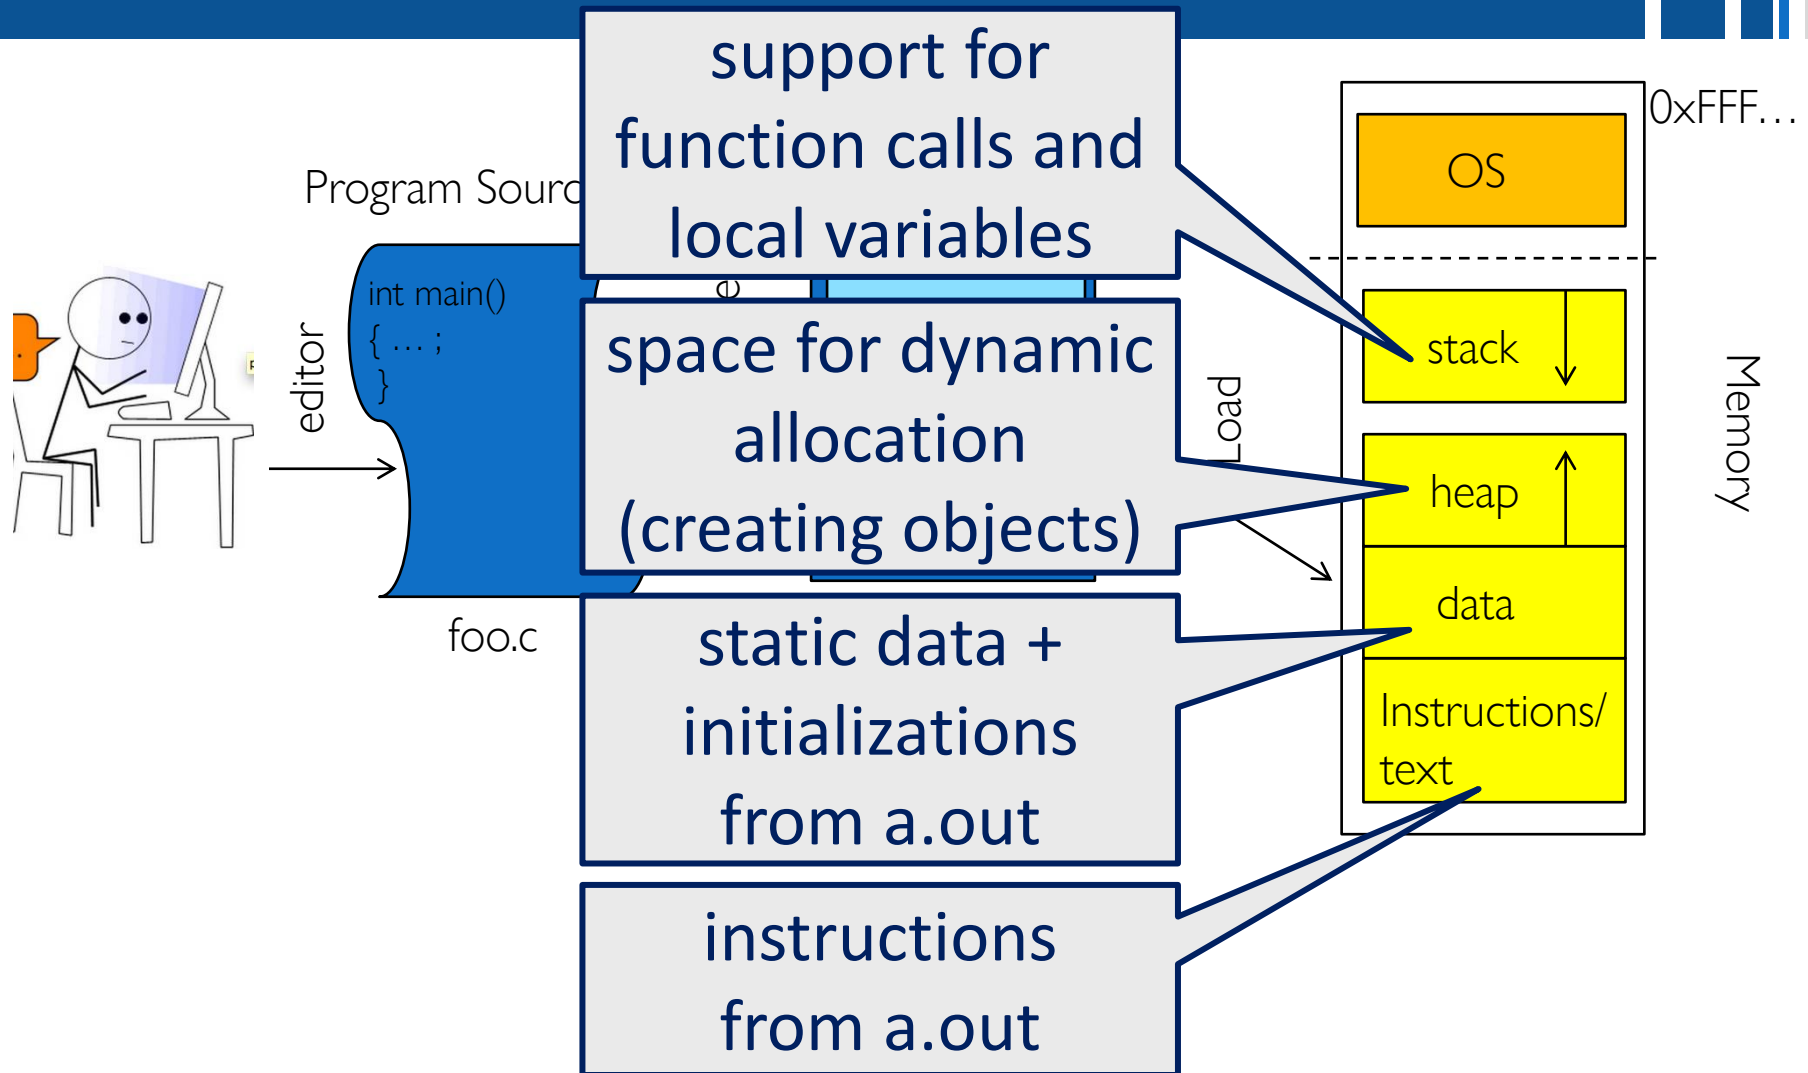 support for
function calls and
local variables
0xFFF...
OS
Program Sourc
int main()
{ ... ;
}
editor
foo.c
space for dynamic
allocation
(creating objects)
Load
stack
heap
data
Instructions/
text
Memory
static data +
initializations
from a.out
instructions
from a.out